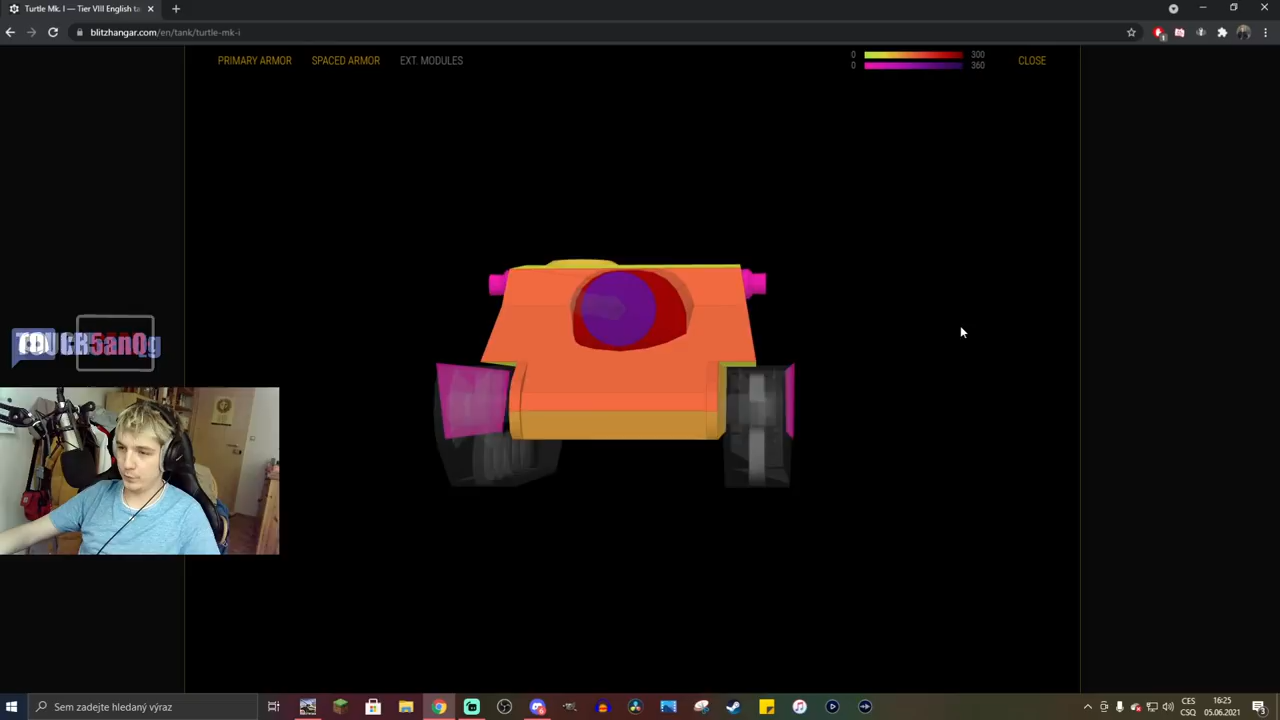 Turtle Mk. I — Tier VIII English ta
blitzhangar.com/en/tank/turtle-mk-i
PRIMARY ARMOR SPACED ARMOR EXT. MODULES
0 300
0 360
CLOSE
Sem zadejte hledaný výraz
CES 16:25
CSQ 05.06.2021